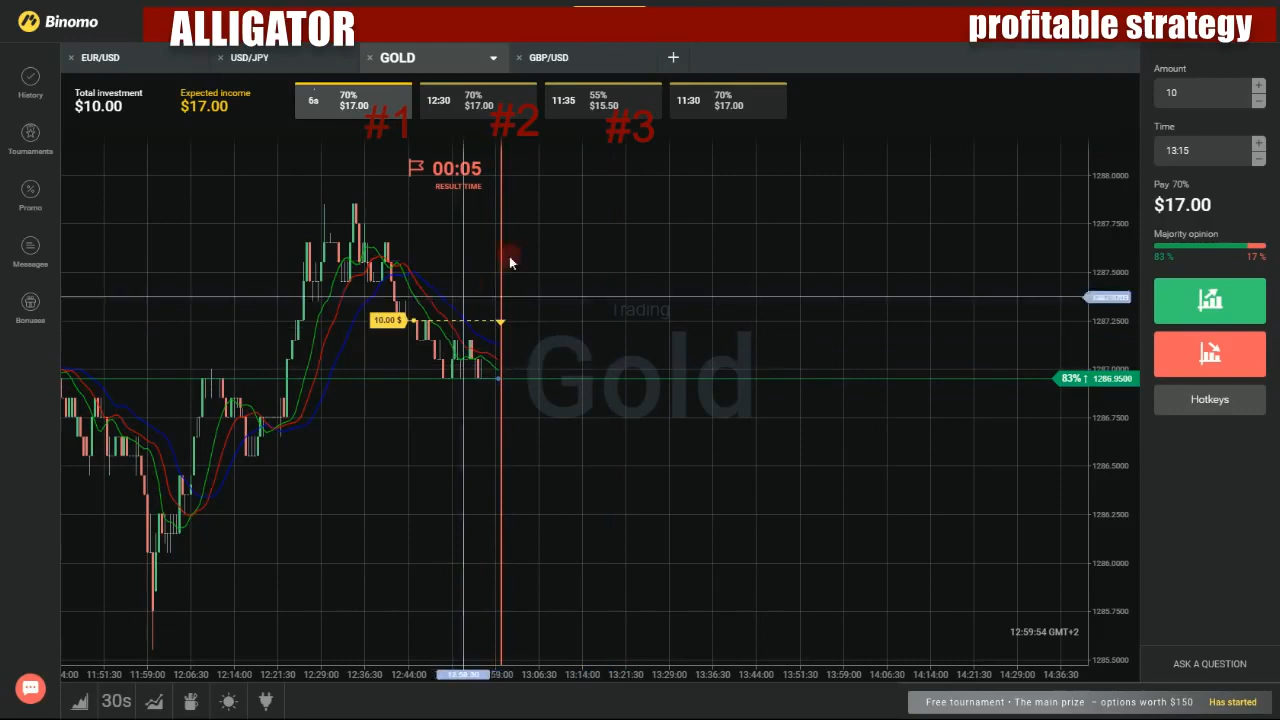 Binomo
ALLIGATOR
profitable strategy
EUR/USD
USD/JPY
GOLD
GBP/USD
Total investment
$10.00
Expected income
$17.00
6s
70%
$17.00
12:30
70%
$17.00
11:35
55%
$15.50
11:30
70%
$17.00
#1
#2
#3
History
Tournaments
Promo
Messages
Bonuses
00:05
RESULT TIME
10.00 $
Trading
Gold
1288.0000
1287.7500
1287.5000
1287.2500
1287.0000
83%↑ 1286.9500
1286.7500
1286.5000
1286.2500
1285.7500
1285.5000
12:59:54 GMT+2
4:00 11:51:30 11:59:00 12:06:30 12:14:00 12:21:30 12:29:00 12:36:30 12:44:00 59:00 13:06:30 13:14:00 13:21:30 13:29:00 13:36:30 13:44:00 13:51:30 13:59:00 14:06:30 14:14:00 14:21:30 14:29:00 14:36:30
30s
Amount
10
Time
13:15
Pay 70%
$17.00
Majority opinion
83 %
17 %
Hotkeys
ASK A QUESTION
Free tournament • The main prize – options worth $150 Has started